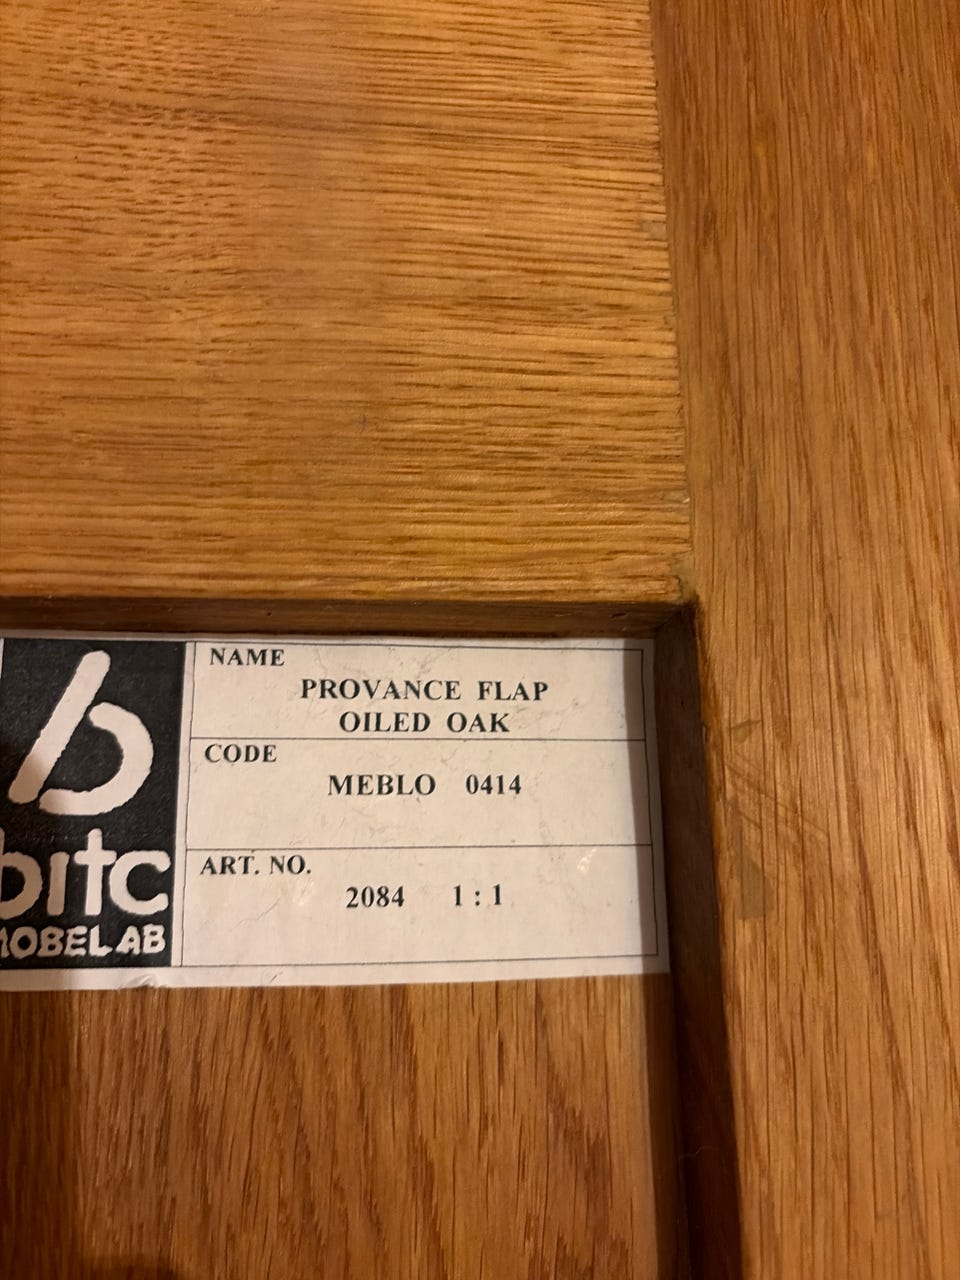 bitc
MOBEL AB
NAME
PROVANCE FLAP
OILED OAK
CODE
MEBLO 0414
ART. NO.
2084 1 : 1